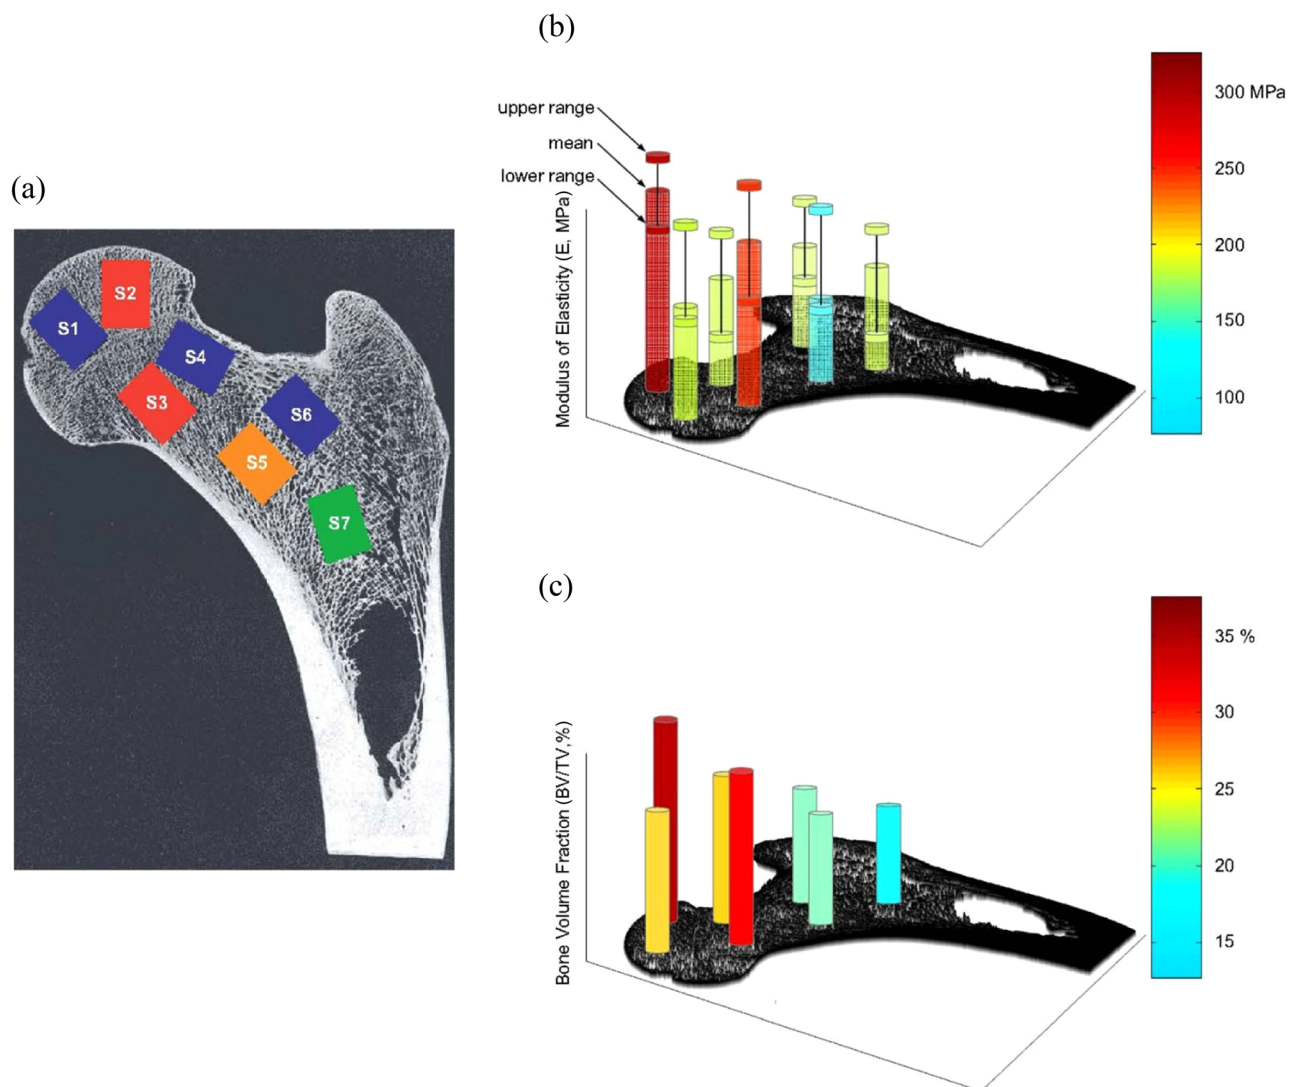 (a)
S1
S2
S3
S4
S5
S6
S7
(b)
upper range
mean
lower range
Modulus of Elasticity (E, MPa)
300 MPa
250
200
150
100
(c)
Bone Volume Fraction (BV/TV,%)
35 %
30
25
20
15